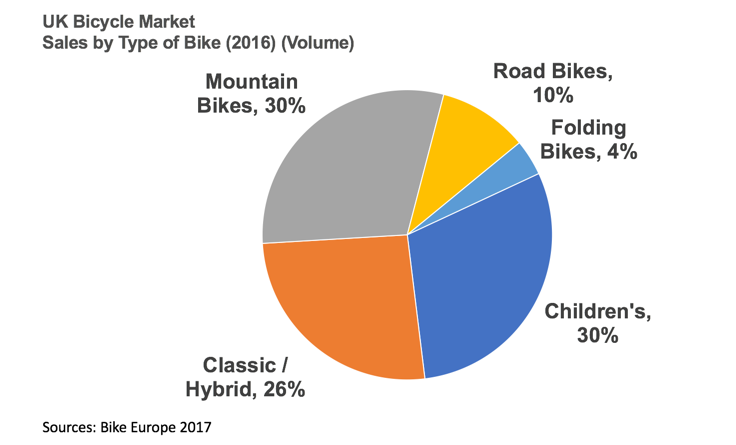 UK Bicycle Market
Sales by Type of Bike (2016) (Volume)
Mountain
Bikes, 30%
Road Bikes,
10%
Folding
Bikes, 4%
Children's,
30%
Classic /
Hybrid, 26%
Sources: Bike Europe 2017